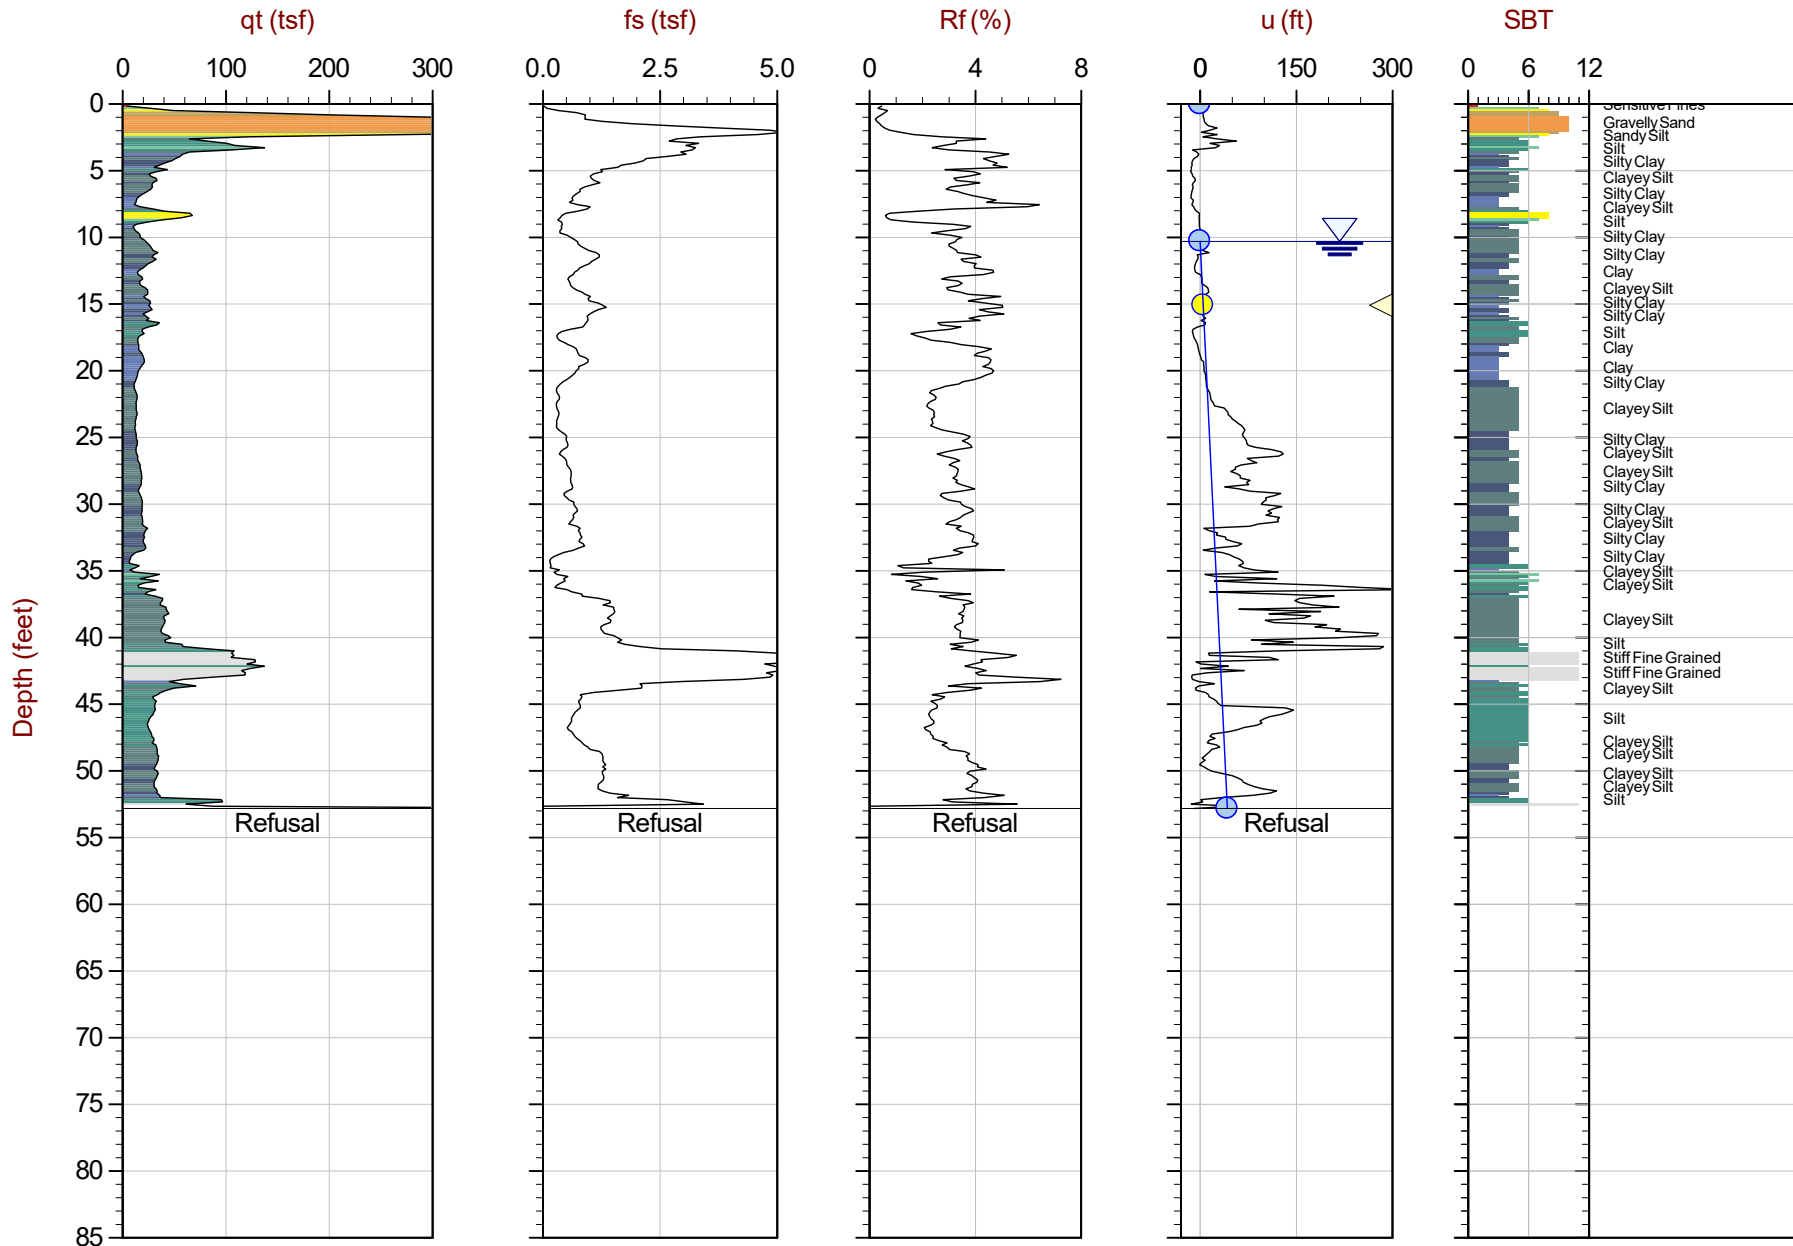 qt (tsf) fs (tsf) Rf (%) u (ft) SBT
0 100 200 300 0.0 2.5 5.0 0 4 8 0 150 300 0 6 12
0
5
10
15
20
25
30
35
40
45
50
55
60
65
70
75
80
85
Depth (feet)
Refusal Refusal Refusal Refusal
Sensitive Fines
Gravelly Sand
Sandy Silt
Silt
Silty Clay
Clayey Silt
Silty Clay
Clayey Silt
Silt
Silty Clay
Silty Clay
Clay
Clayey Silt
Silty Clay
Silty Clay
Silt
Clay
Clay
Silty Clay
Clayey Silt
Silty Clay
Clayey Silt
Clayey Silt
Silty Clay
Silty Clay
Clayey Silt
Silty Clay
Silty Clay
Clayey Silt
Clayey Silt
Clayey Silt
Silt
Stiff Fine Grained
Stiff Fine Grained
Clayey Silt
Silt
Clayey Silt
Clayey Silt
Clayey Silt
Clayey Silt
Silt